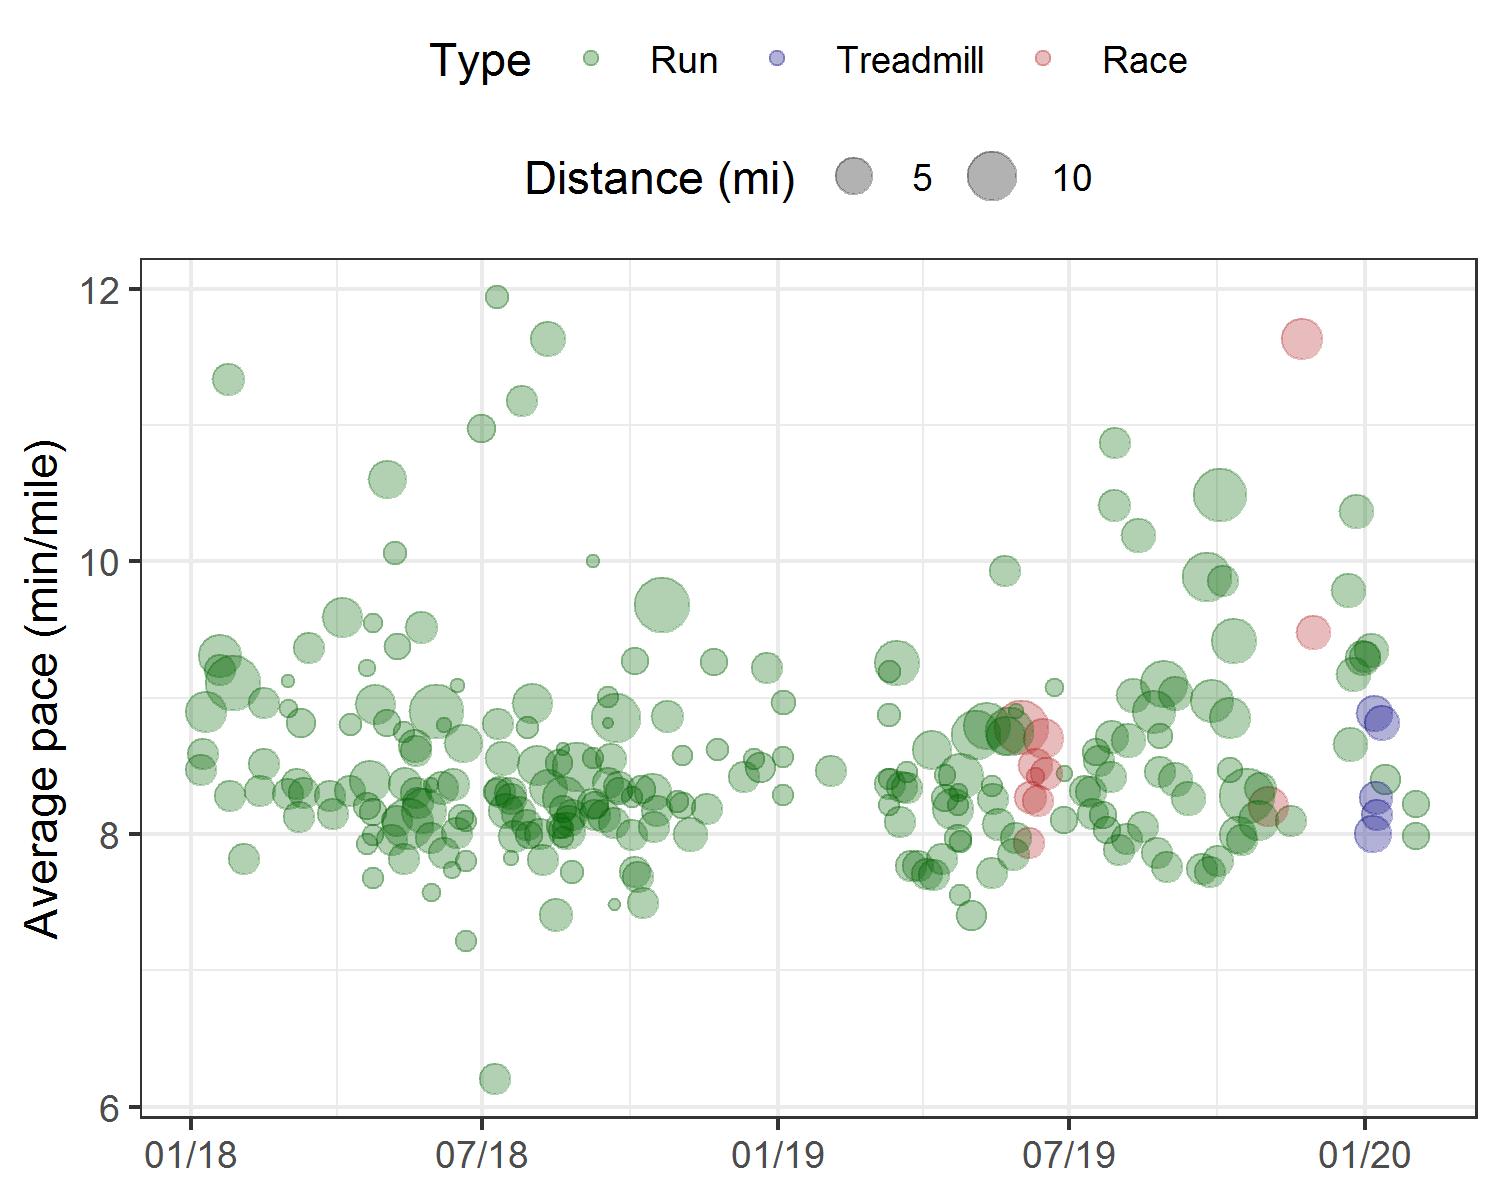 Type Run Treadmill Race
Distance (mi) 5 10
Average pace (min/mile)
12
10
8
6
01/18 07/18 01/19 07/19 01/20